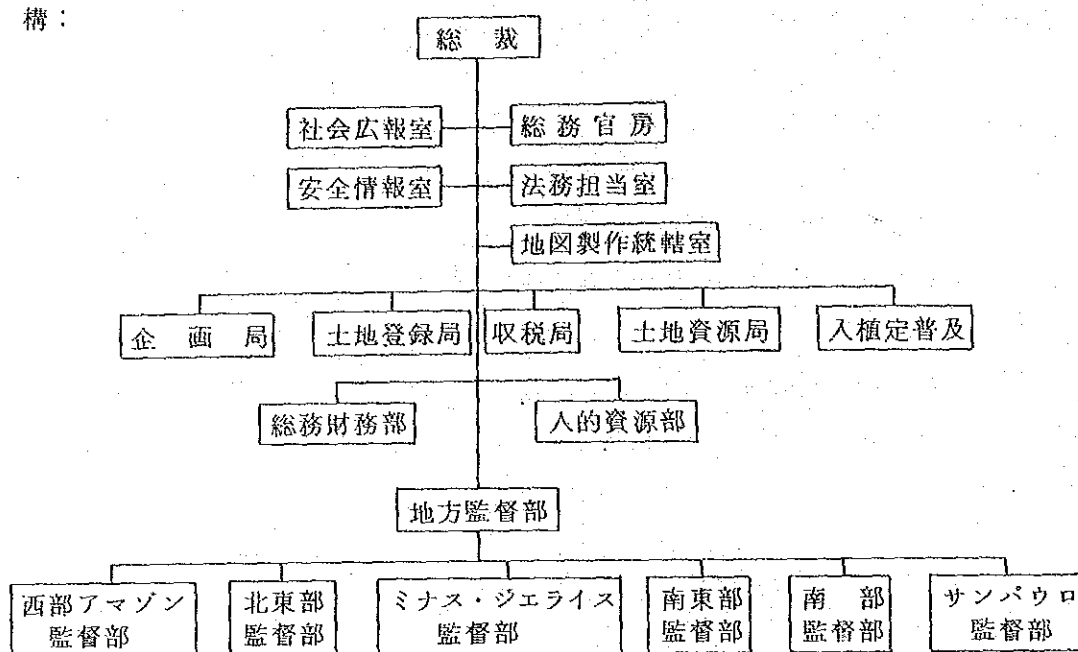 構：
総裁
社会広報室 総務官房
安全情報室 法務担当室
地図製作統轄室
企画局 土地登録局 収税局 土地資源局 入植定普及
総務財務部 人的資源部
地方監督部
西部アマゾン 北東部 ミナス・ジェライス 南東部 南部 サンパウロ
監督部 監督部 監督部 監督部 監督部 監督部